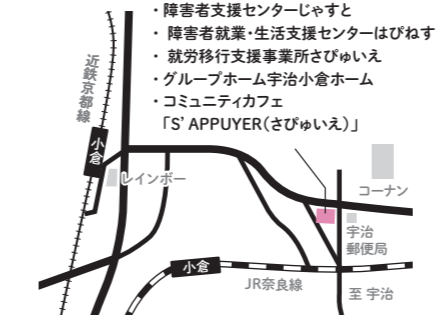 ・障害者支援センターじゃすと
・障害者就業・生活支援センターはぴねす
・就労移行支援事業所さぴゅいえ
・グループホーム宇治小倉ホーム
・コミュニティカフェ
「S’ APPUYER（さぴゅいえ）」
近鉄京都線
小倉
レインボー
コーナン
宇治
郵便局
小倉
JR奈良線
至 宇治